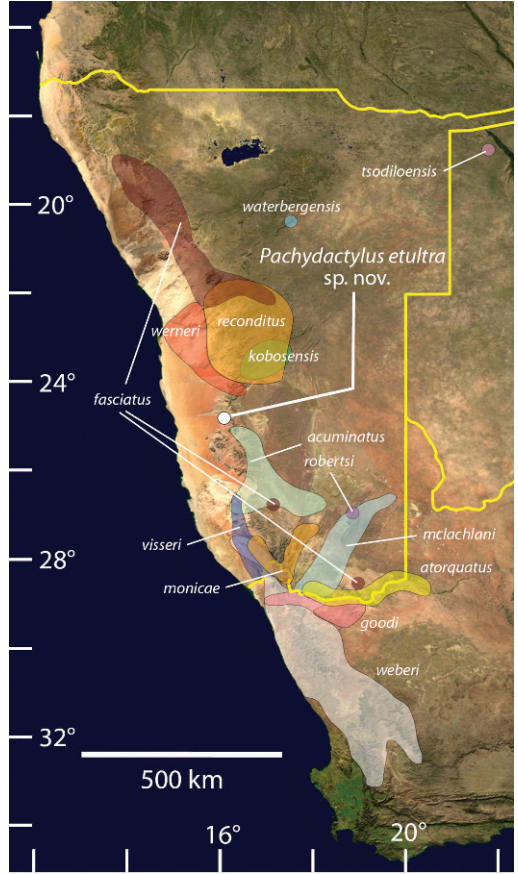 tsodiloensis
20°
waterbergensis
Pachydactylus etultra
sp. nov.
werneri
reconditus
kobosensis
24°
fasciatus
acuminatus
robertsi
visseri
mclachlani
28°
monicae
atorquatus
goodi
weberi
32°
500 km
16°
20°